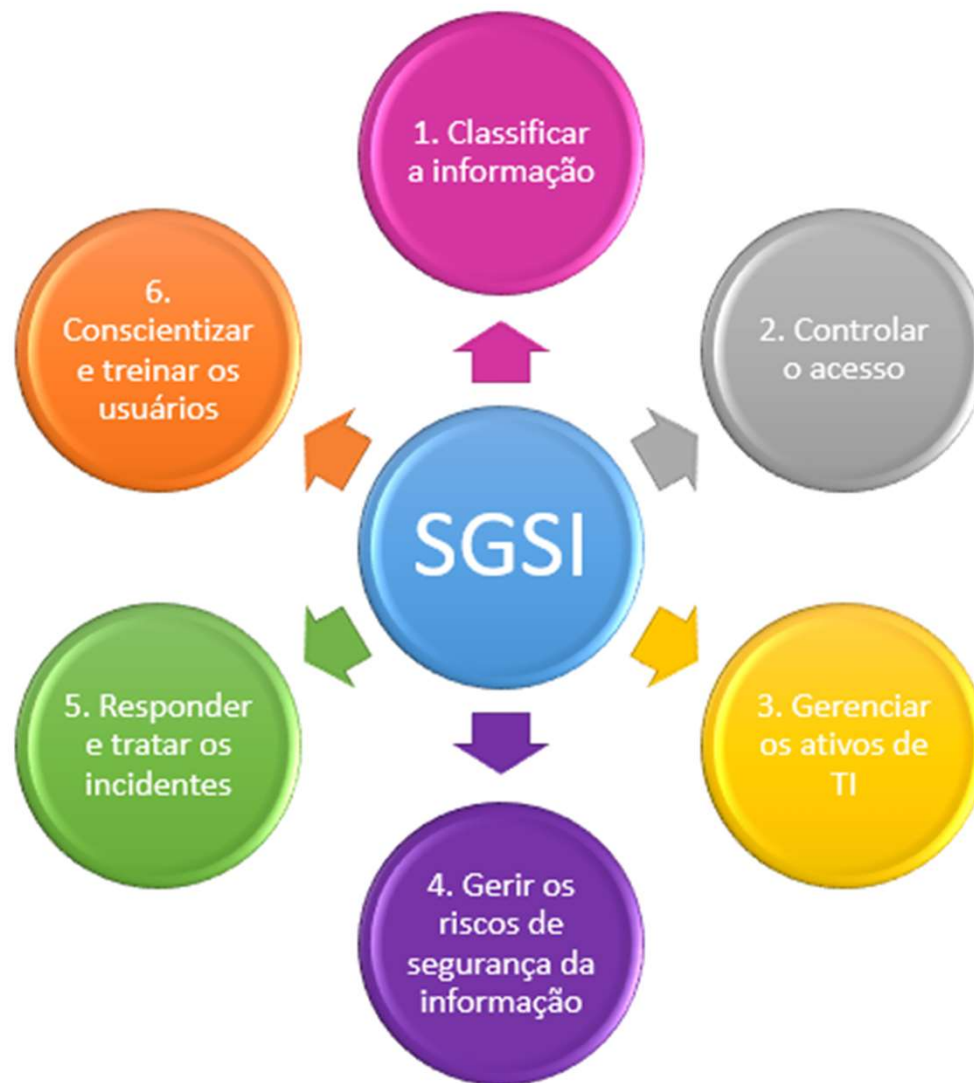 1. Classificar
a informação
2. Controlar
o acesso
3. Gerenciar
os ativos de
TI
4. Gerir os
riscos de
segurança da
informação
5. Responder
e tratar os
incidentes
6.
Conscientizar
e treinar os
usuários
SGSI